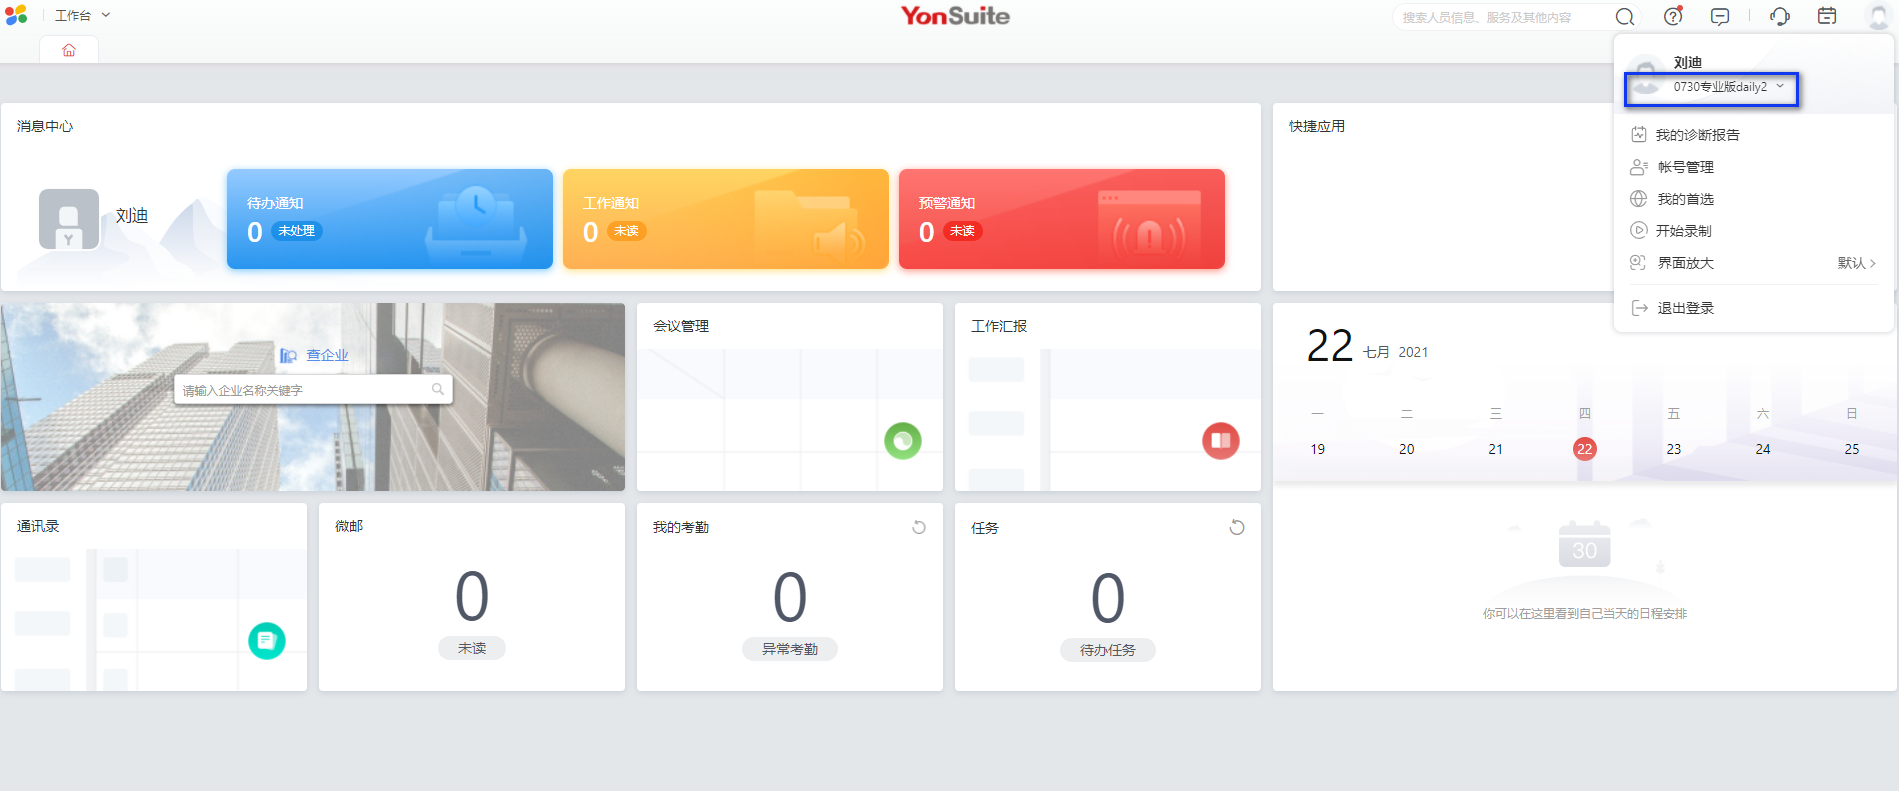 工作台
YonSuite
搜索人员信息、服务及其他内容
刘迪
0730专业版daily2
我的诊断报告
帐号管理
我的首选
开始录制
界面放大 默认
退出登录
消息中心
刘迪
待办通知
0 未处理
工作通知
0 未读
预警通知
0 未读
快捷应用
查企业
请输入企业名称关键字
会议管理
工作汇报
22 七月 2021
一 二 三 四 五 六 日
19 20 21 22 23 24 25
30
你可以在这里看到自己当天的日程安排
通讯录
微邮
0
未读
我的考勤
0
异常考勤
任务
0
待办任务